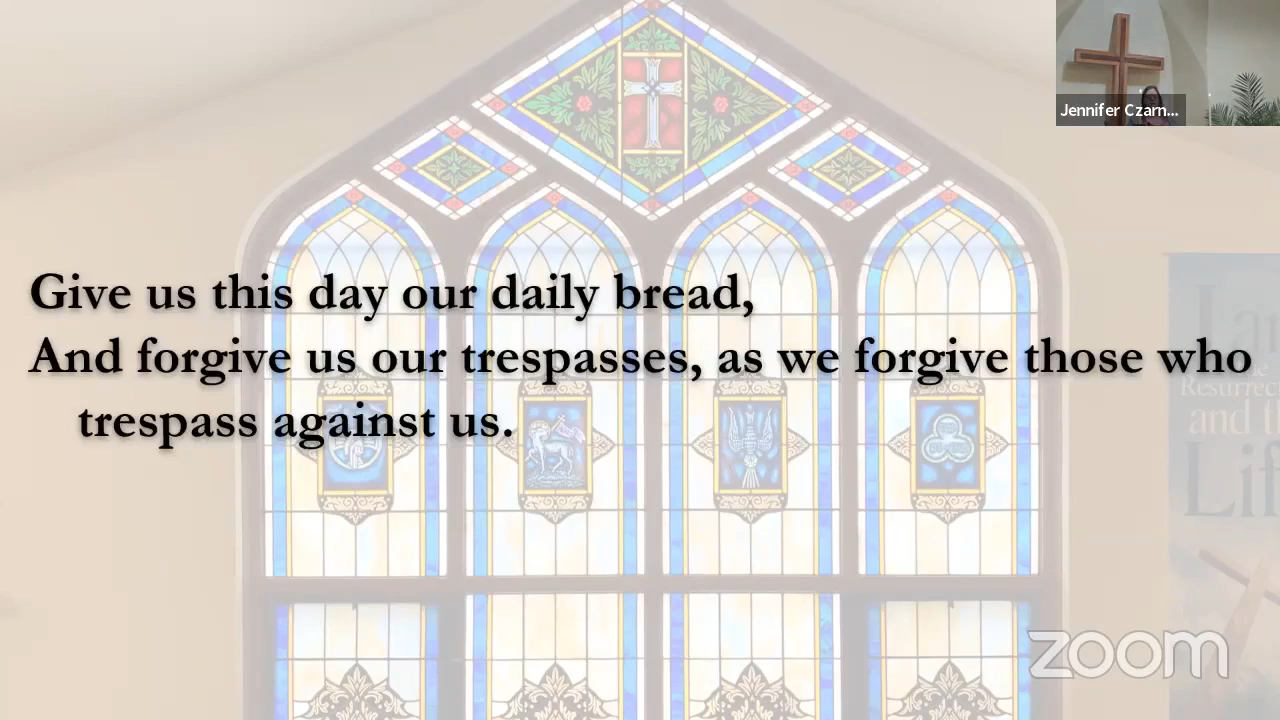 Jennifer Czarn...
Give us this day our daily bread,
And forgive us our trespasses, as we forgive those who
trespass against us.
and
zoom